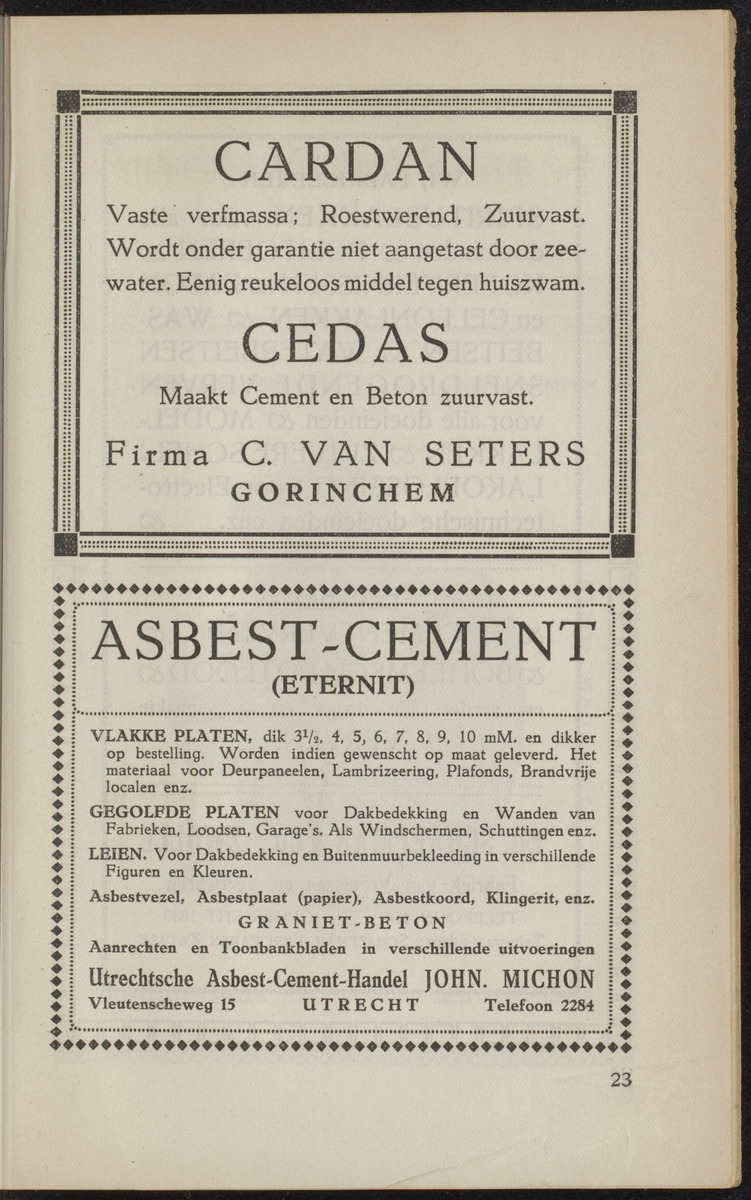 CARDAN
Vaste verfmassa; Roestwerend, Zuurvast.
Wordt onder garantie niet aangetast door zee-
water. Eenig reukeloos middel tegen huiszwam.
CEDAS
Maakt Cement en Beton zuurvast.
Firma C. VAN SETERS
GORINCHEM
ASBEST-CEMENT
(ETERNIT)
VLAKKE PLATEN, dik 3½, 4, 5, 6, 7, 8, 9, 10 mM. en dikker
op bestelling. Worden indien gewenscht op maat geleverd. Het
materiaal voor Deurpaneelen, Lambrizeering, Plafonds, Brandvrije
localen enz.
GEGOLFDE PLATEN voor Dakbedekking en Wanden van
Fabrieken, Loodsen, Garage's. Als Windschermen, Schuttingen enz.
LEIEN. Voor Dakbedekking en Buitenmuurbekleeding in verschillende
Figuren en Kleuren.
Asbestvezel, Asbestplaat (papier), Asbestkoord, Klingerit, enz.
GRANIET-BETON
Aanrechten en Toonbankbladen in verschillende uitvoeringen
Utrechtsche Asbest-Cement-Handel JOHN. MICHON
Vleutenscheweg 15 UTRECHT Telefoon 2284
23